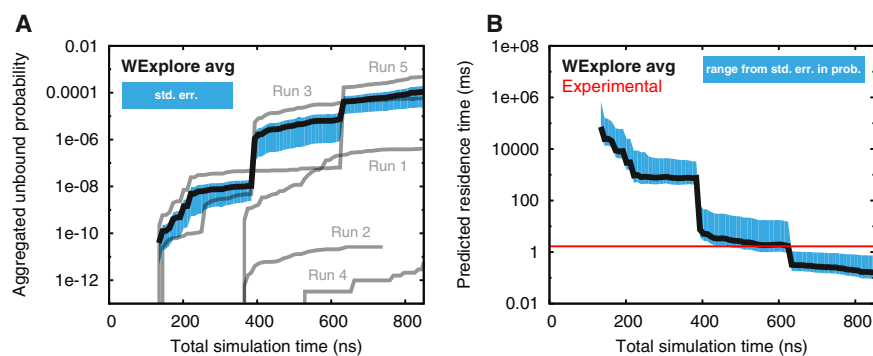 A
Aggregated unbound probability
0.01
0.0001
1e-06
1e-08
1e-10
1e-12
WExplore avg
std. err.
Run 3
Run 5
Run 1
Run 2
Run 4
0
200
400
600
800
Total simulation time (ns)
B
Predicted residence time (ms)
1e+08
1e+06
10000
100
1
0.01
WExplore avg
Experimental
range from std. err. in prob.
0
200
400
600
800
Total simulation time (ns)